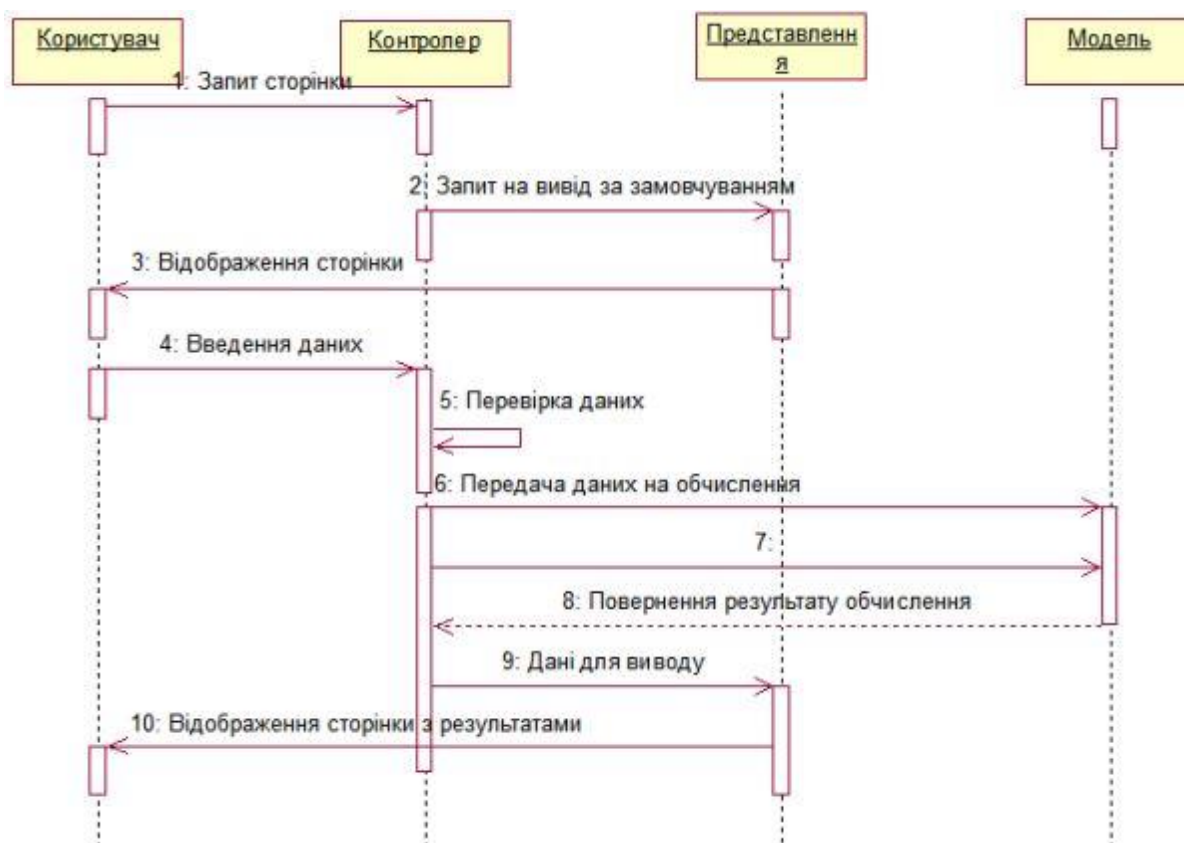 Користувач
Контролер
Представленн
я
Модель
1: Запит сторінки
2: Запит на вивід за замовчуванням
3: Відображення сторінки
4: Введення даних
5: Перевірка даних
6: Передача даних на обчислення
7:
8: Повернення результату обчислення
9: Дані для виводу
10: Відображення сторінки з результатами